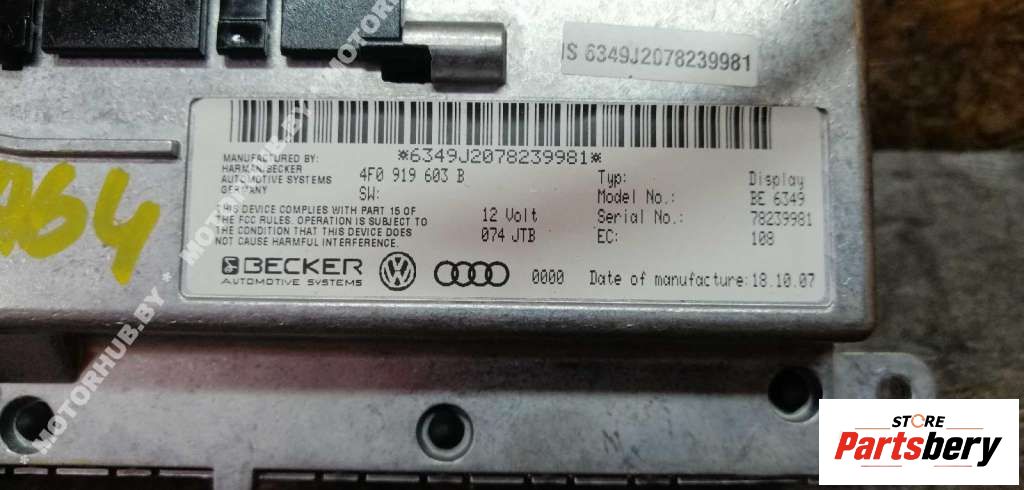 IS 6349J2078239981
*6349J2078239981*
MANUFACTURED BY:
HARMAN/BECKER
AUTOMOTIVE SYSTEMS
GERMANY
4F0 919 603 B
SW:
Typ: Display
Model No.: BE 6349
THIS DEVICE COMPLIES WITH PART 15 OF
THE FCC RULES. OPERATION IS SUBJECT TO
THE CONDITION THAT THIS DEVICE DOES
NOT CAUSE HARMFUL INTERFERENCE.
12 Volt
074 JTB
Serial No.: 78239981
EC: 108
BECKER
AUTOMOTIVE SYSTEMS
0000
Date of manufacture: 18.10.07
A64
MOTORHUB.BY
MOTORHUB.BY
STORE
Partsbery